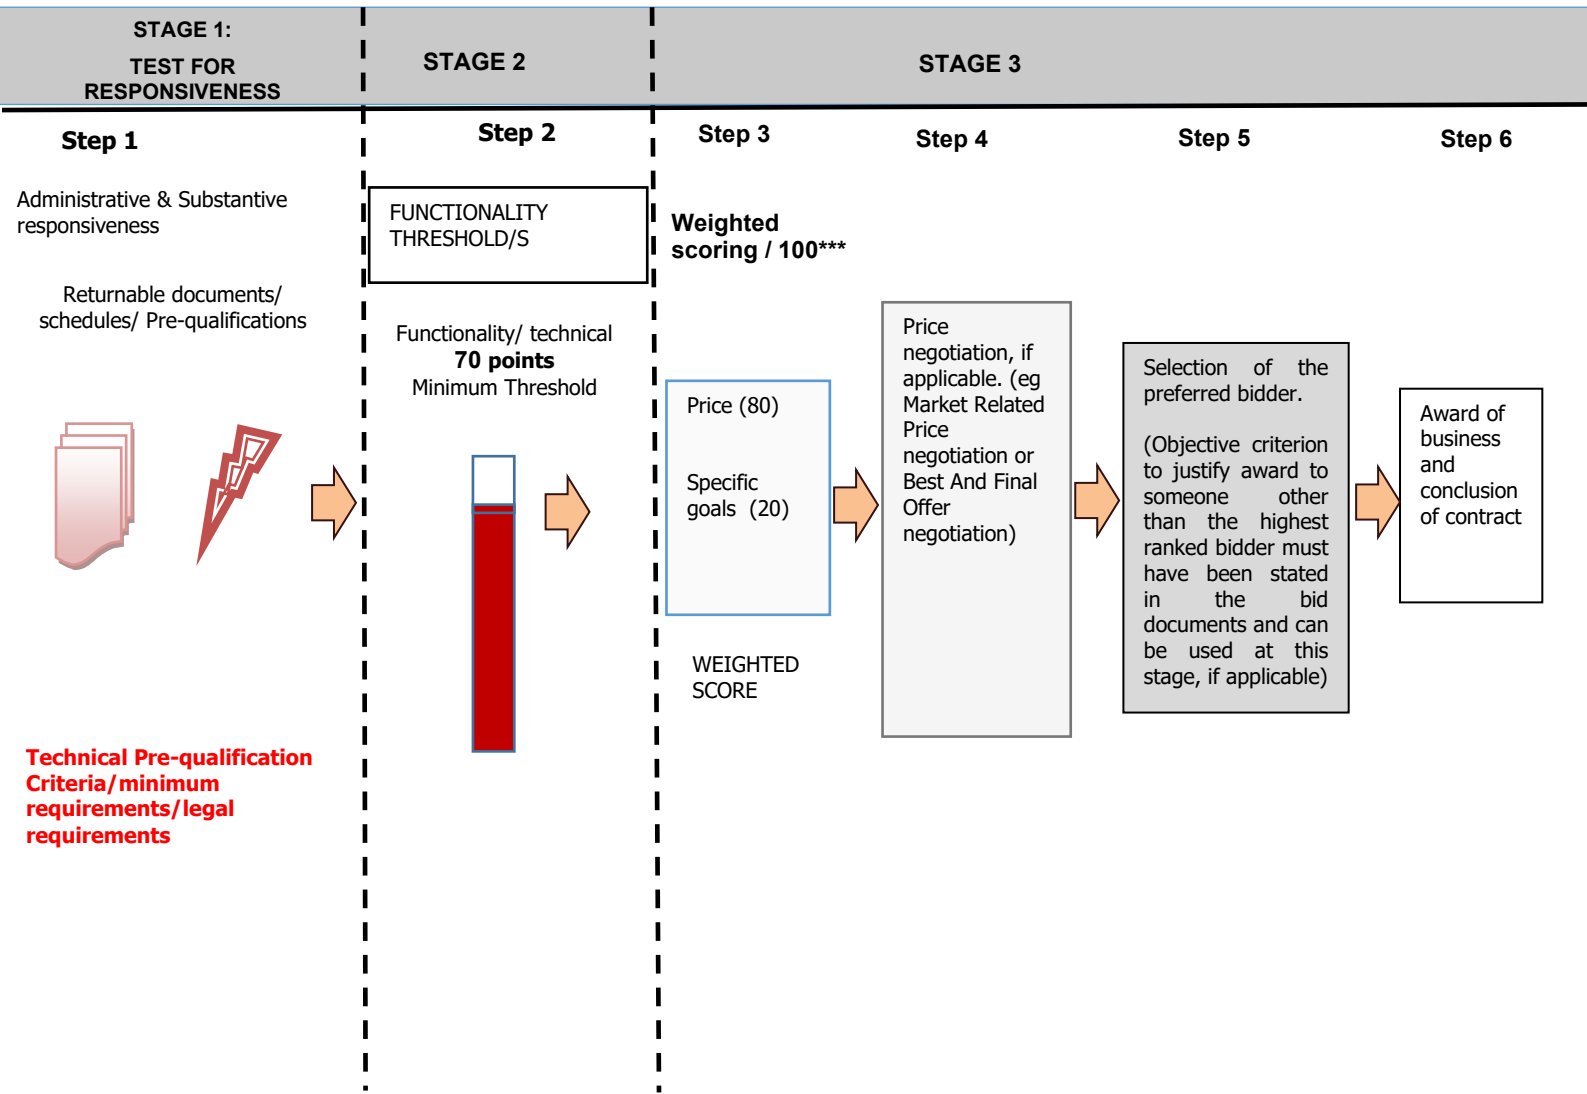 STAGE 1:
TEST FOR
RESPONSIVENESS
STAGE 2
STAGE 3
Step 1
Step 2
Step 3
Step 4
Step 5
Step 6
Administrative & Substantive
responsiveness
Returnable documents/
schedules/ Pre-qualifications
Technical Pre-qualification
Criteria/minimum
requirements/legal
requirements
FUNCTIONALITY
THRESHOLD/S
Functionality/ technical
70 points
Minimum Threshold
Weighted
scoring / 100***
Price (80)
Specific
goals (20)
WEIGHTED
SCORE
Price
negotiation, if
applicable. (eg
Market Related
Price
negotiation or
Best And Final
Offer
negotiation)
Selection of the
preferred bidder.
(Objective criterion
to justify award to
someone other
than the highest
ranked bidder must
have been stated
in the bid
documents and can
be used at this
stage, if applicable)
Award of
business
and
conclusion
of contract